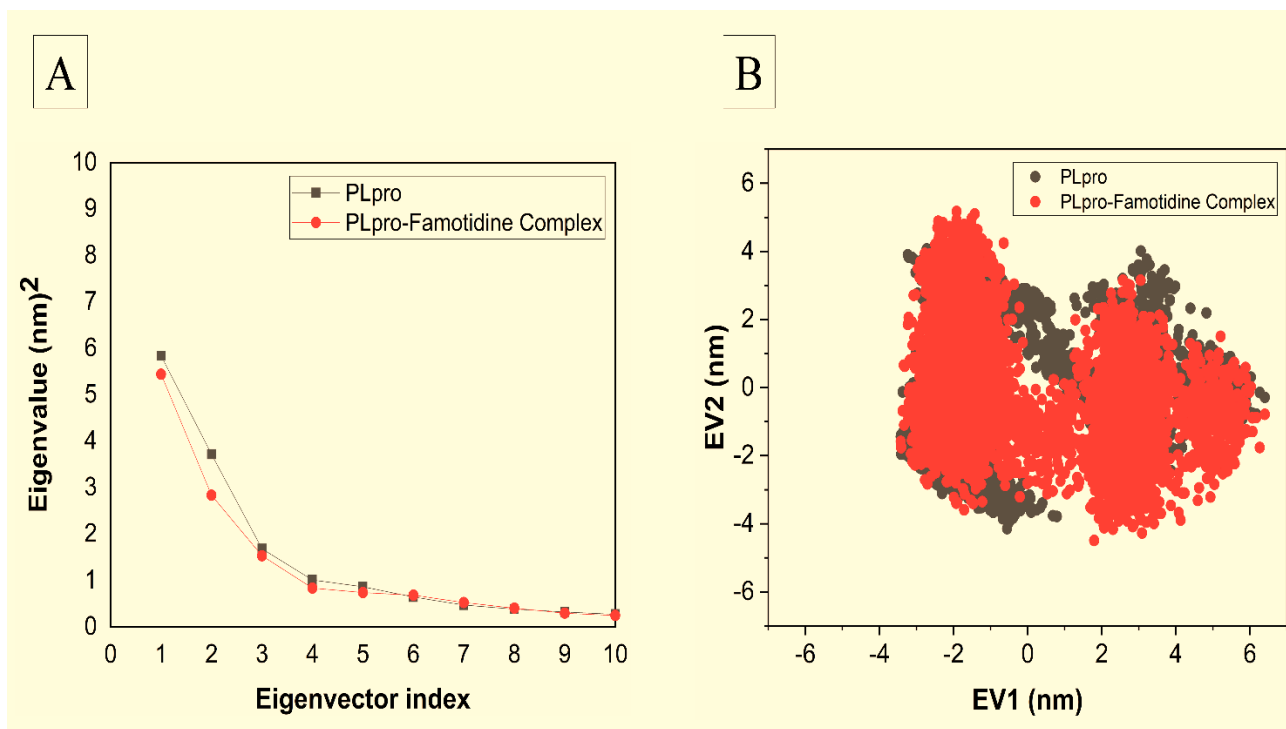 A
B
10
9
8
7
6
5
4
3
2
1
0
Eigenvalue (nm)²
PLpro
PLpro-Famotidine Complex
0 1 2 3 4 5 6 7 8 9 10
Eigenvector index
6
4
2
0
-2
-4
-6
EV2 (nm)
PLpro
PLpro-Famotidine Complex
-6 -4 -2 0 2 4 6
EV1 (nm)